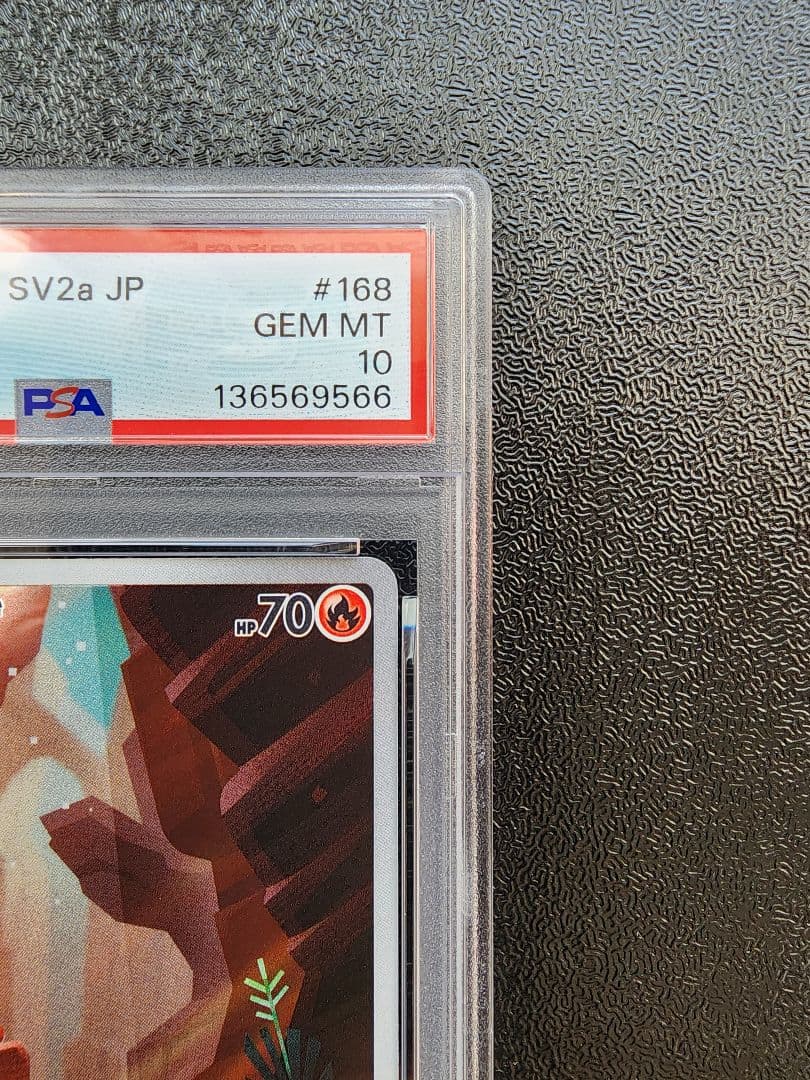 SV2a JP #168
GEM MT
10
PSA 136569566
HP70